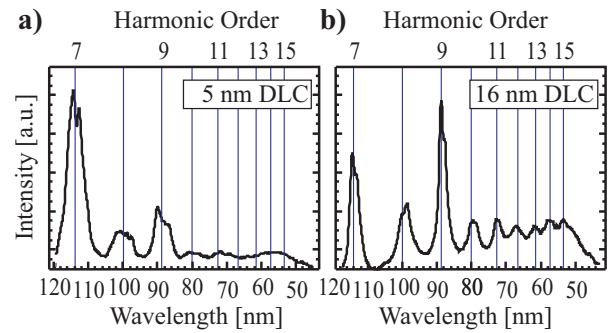 a) Harmonic Order
7 9 11 13 15
5 nm DLC
Intensity [a.u.]
120 110 100 90 80 70 60 50
Wavelength [nm]
b) Harmonic Order
7 9 11 13 15
16 nm DLC
120 110 100 90 80 70 60 50
Wavelength [nm]